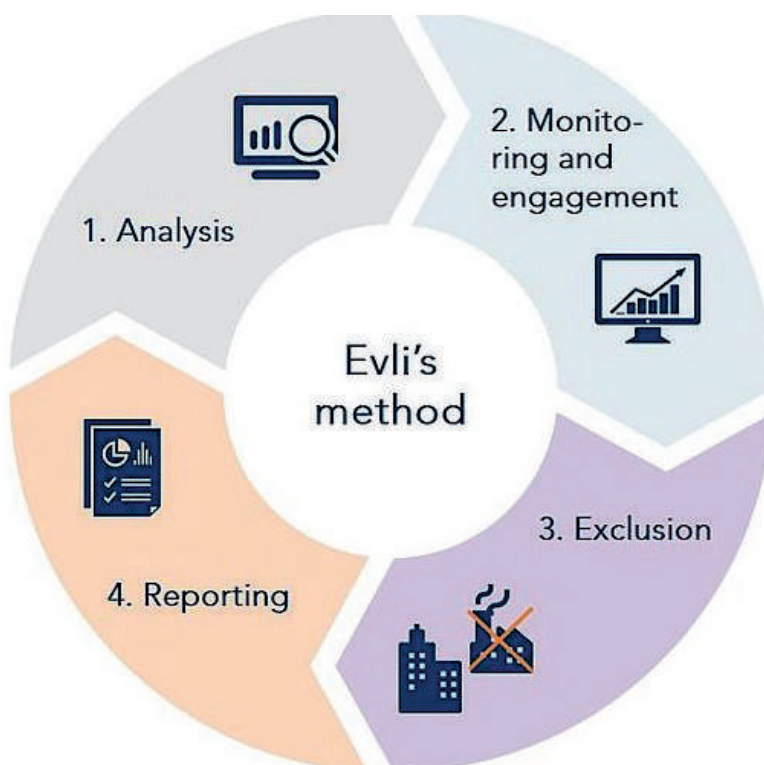 1. Analysis
2. Monito-
ring and
engagement
Evli's
method
3. Exclusion
4. Reporting